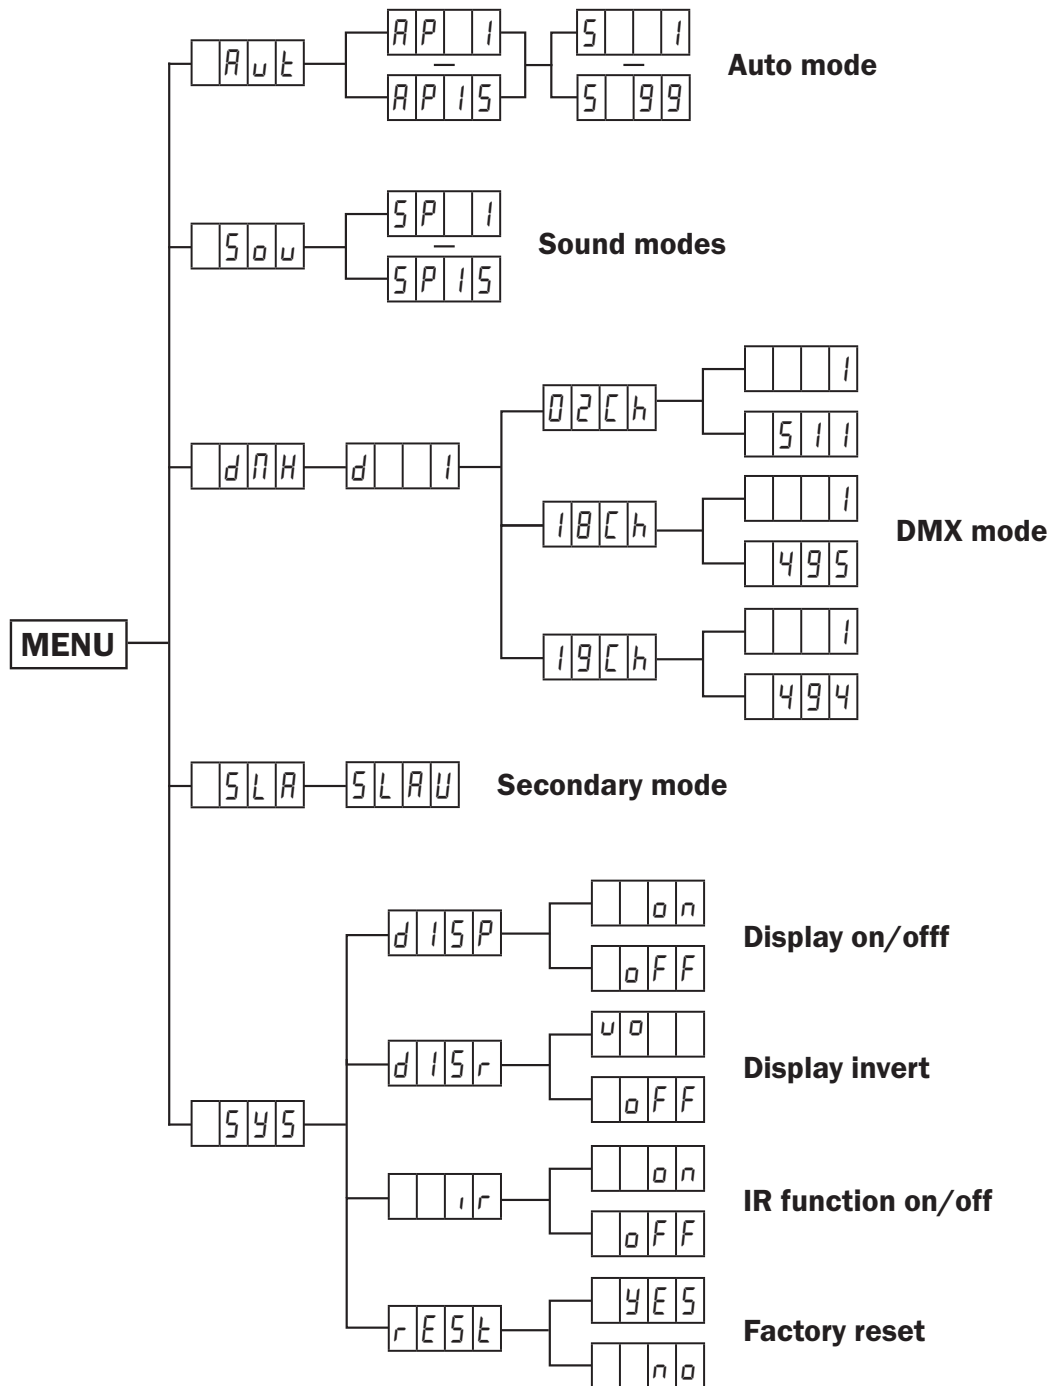 Aut
AP 1
—
AP15
S 1
—
S 99
Auto mode
Sou
SP 1
—
SP15
Sound modes
dMX
d 1
02Ch
1
511
18Ch
1
495
19Ch
1
494
DMX mode
MENU
SLA
SLAU
Secondary mode
SYS
dISP
on
oFF
Display on/offf
dISr
uo
oFF
Display invert
ir
on
oFF
IR function on/off
rESt
YES
no
Factory reset